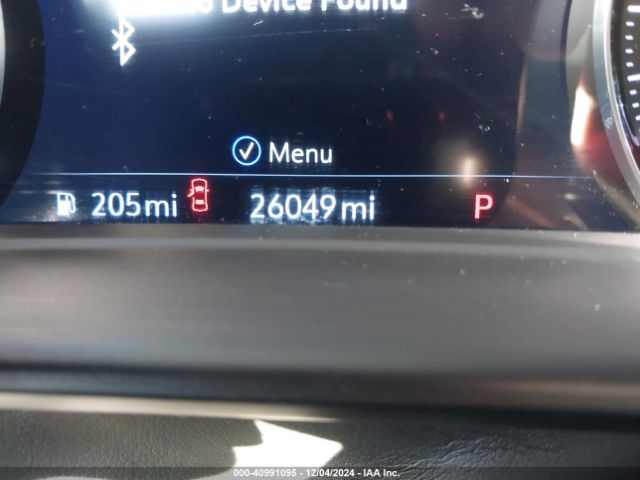 Device Found
Menu
205mi
26049mi
P
000-40991095 - 12/04/2024 - IAA Inc.